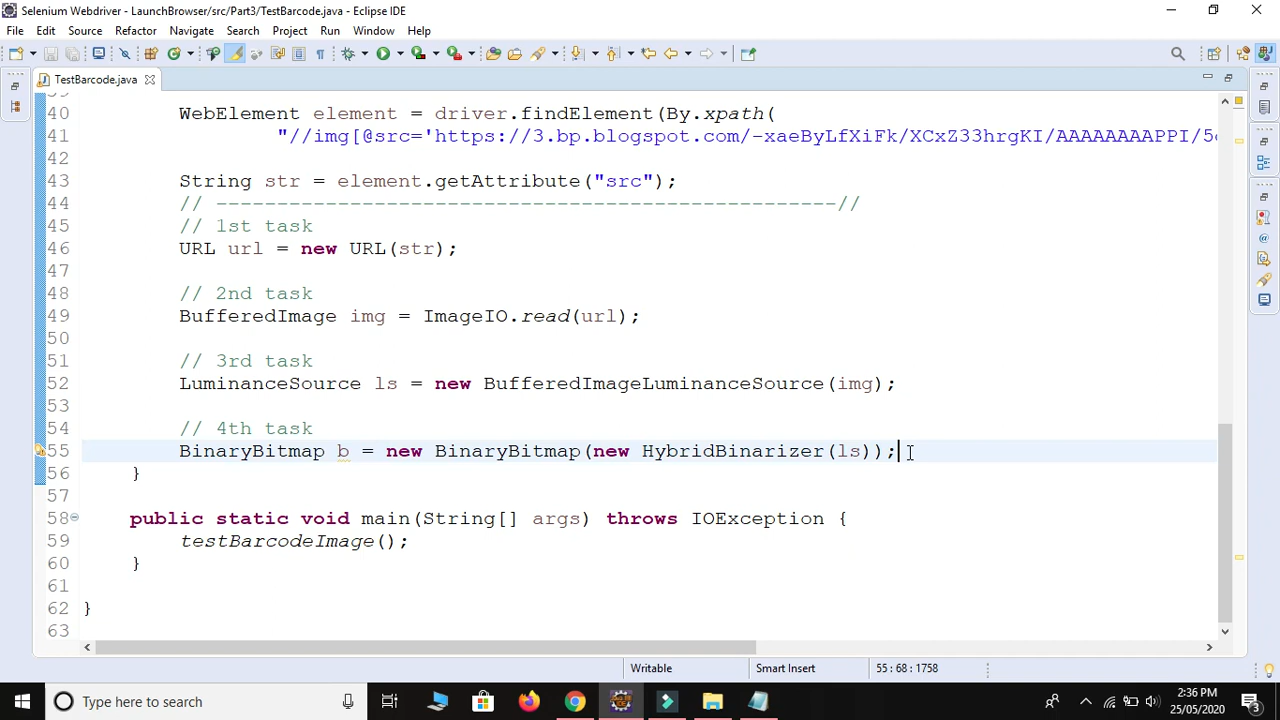 Selenium Webdriver - LaunchBrowser/src/Part3/TestBarcode.java - Eclipse IDE
File Edit Source Refactor Navigate Search Project Run Window Help
TestBarcode.java
40 WebElement element = driver.findElement(By.xpath(
41 "//img[@src='https://3.bp.blogspot.com/-xaeByLfXiFk/XCxZ33hrgKI/AAAAAAAAPPI/5
42
43 String str = element.getAttribute("src");
44 // ---------------------------------------------------//
45 // 1st task
46 URL url = new URL(str);
47
48 // 2nd task
49 BufferedImage img = ImageIO.read(url);
50
51 // 3rd task
52 LuminanceSource ls = new BufferedImageLuminanceSource(img);
53
54 // 4th task
55 BinaryBitmap b = new BinaryBitmap(new HybridBinarizer(ls));
56 }
57
58 public static void main(String[] args) throws IOException {
59 testBarcodeImage();
60 }
61
62 }
63
Writable Smart Insert 55 : 68 : 1758
Type here to search
2:36 PM
25/05/2020
3